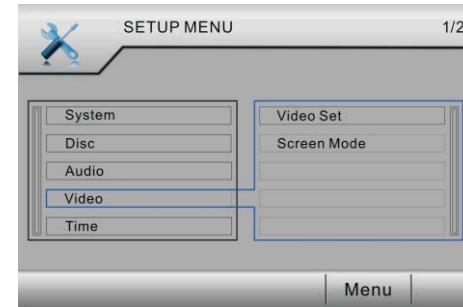 SETUP MENU 1/2
System
Disc
Audio
Video
Time
Video Set
Screen Mode
Menu